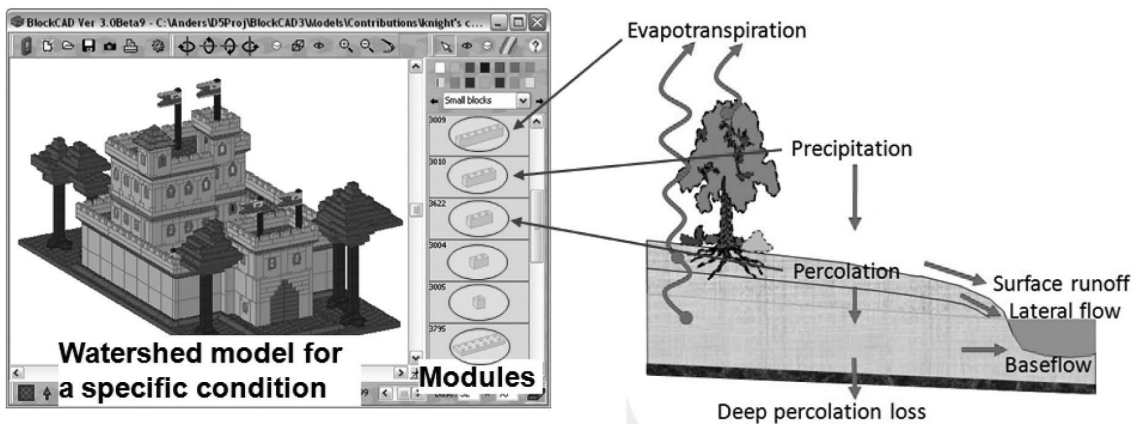 BlockCAD Ver 3.0Beta9 - C:\Anders\D5Proj\BlockCAD3\Models\Contributions\knight's c...
Small blocks
3009
3010
3622
3004
3005
3795
Watershed model for
a specific condition
Modules
Evapotranspiration
Precipitation
Percolation
Surface runoff
Lateral flow
Baseflow
Deep percolation loss